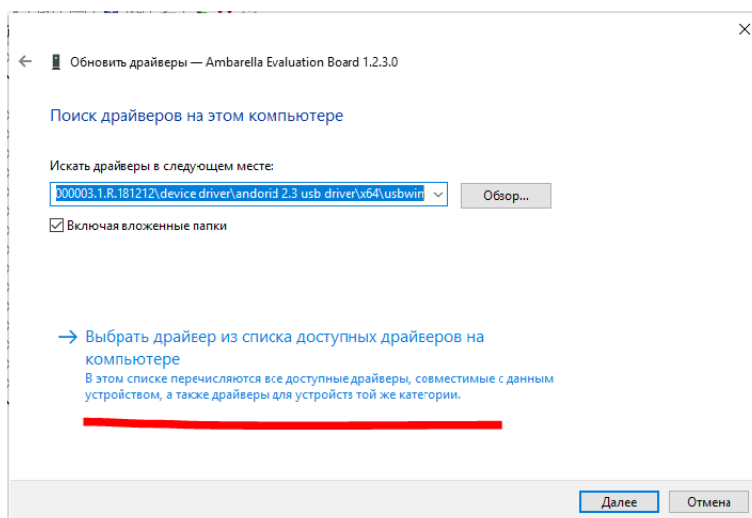 Обновить драйверы — Ambarella Evaluation Board 1.2.3.0
Поиск драйверов на этом компьютере
Искать драйверы в следующем месте:
000003.1.R.181212\device driver\andorid 2.3 usb driver\x64\usbwin
Обзор...
Включая вложенные папки
Выбрать драйвер из списка доступных драйверов на
компьютере
В этом списке перечисляются все доступные драйверы, совместимые с данным
устройством, а также драйверы для устройств той же категории.
Далее
Отмена